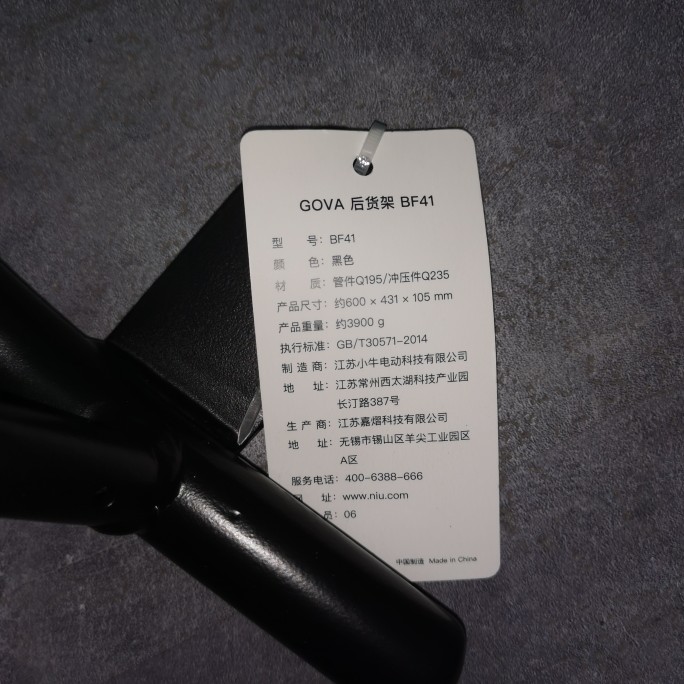 GOVA 后货架 BF41
型 号：BF41
颜 色：黑色
材 质：管件Q195/冲压件Q235
产品尺寸：约600 × 431 × 105 mm
产品重量：约3900 g
执行标准：GB/T30571-2014
制 造 商：江苏小牛电动科技有限公司
地 址：江苏常州西太湖科技产业园
长汀路387号
生 产 商：江苏嘉熠科技有限公司
地 址：无锡市锡山区羊尖工业园区
A区
服务电话：400-6388-666
网 址：www.niu.com
员：06
中国制造 Made in China